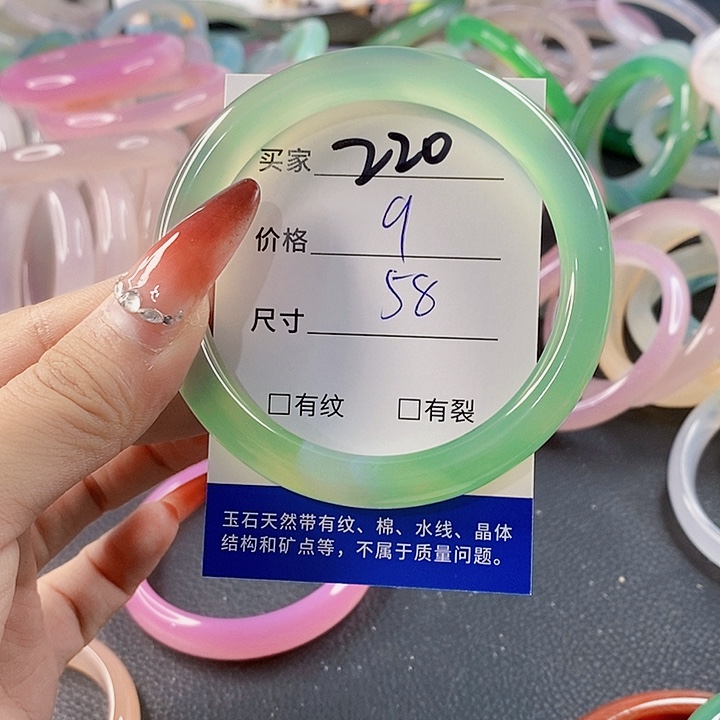 买家 220
价格 9
尺寸 58
□有纹 □有裂
玉石天然带有纹、棉、水线、晶体
结构和矿点等，不属于质量问题。